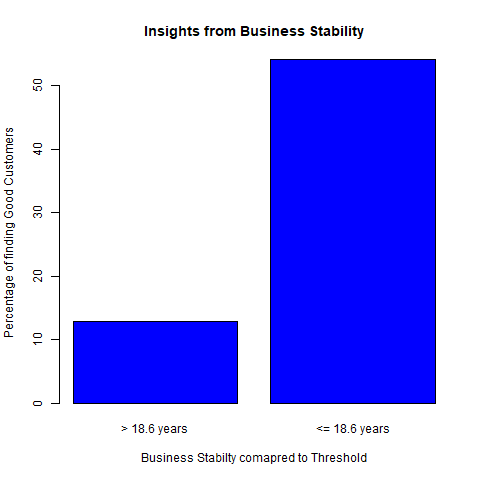 Insights from Business Stability
Percentage of finding Good Customers
50
40
30
20
10
0
> 18.6 years
<= 18.6 years
Business Stabilty comapred to Threshold